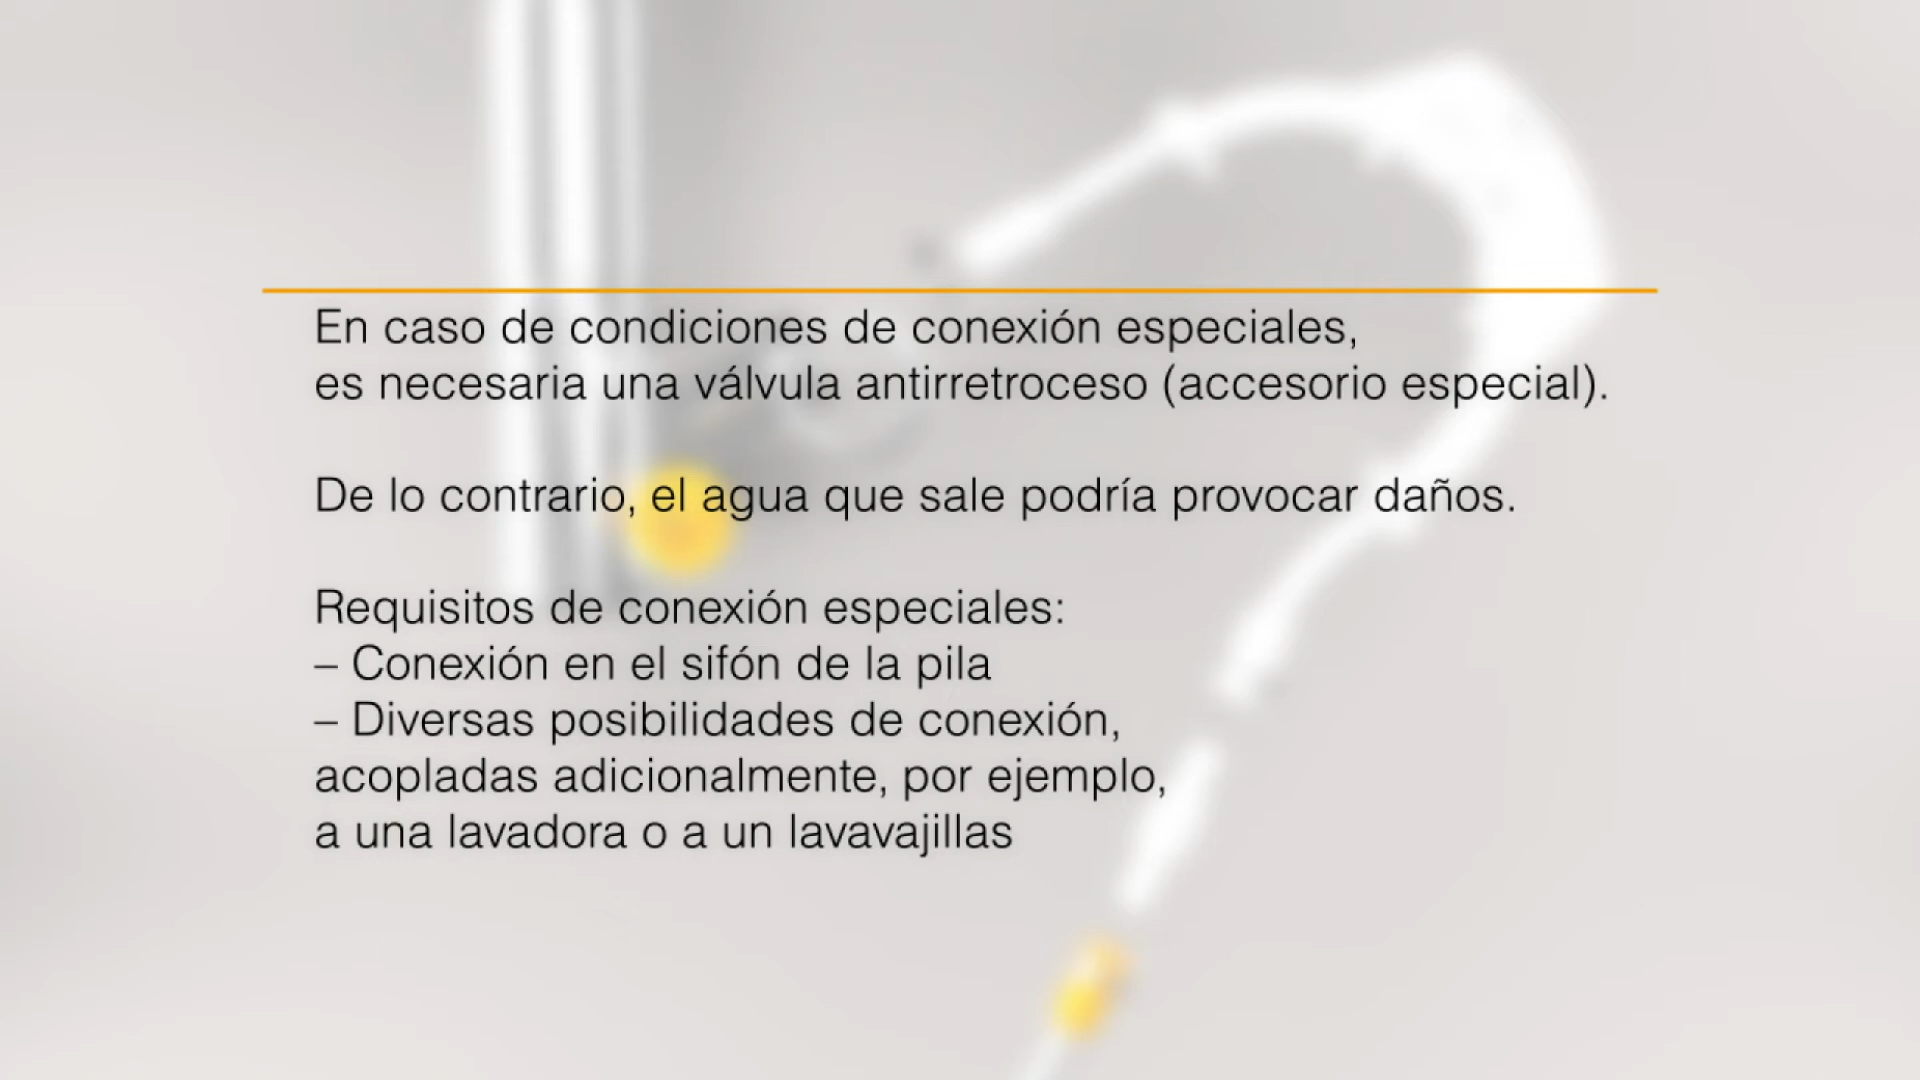 En caso de condiciones de conexión especiales,
es necesaria una válvula antirretroceso (accesorio especial).
De lo contrario, el agua que sale podría provocar daños.
Requisitos de conexión especiales:
– Conexión en el sifón de la pila
– Diversas posibilidades de conexión,
acopladas adicionalmente, por ejemplo,
a una lavadora o a un lavavajillas